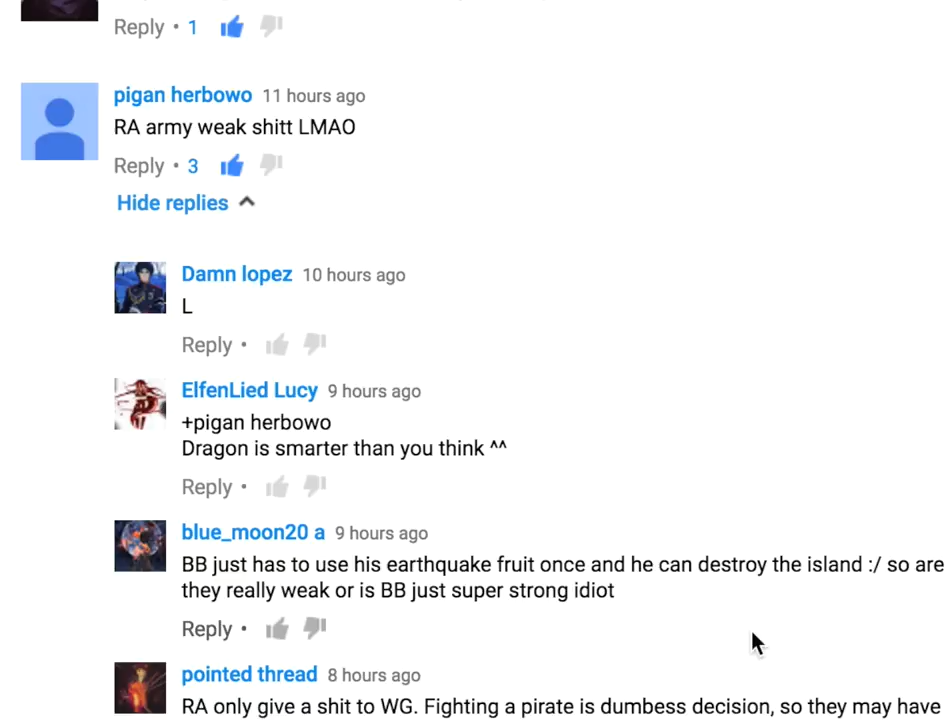 Reply • 1
pigan herbowo 11 hours ago
RA army weak shitt LMAO
Reply • 3
Hide replies
Damn lopez 10 hours ago
L
Reply •
ElfenLied Lucy 9 hours ago
+pigan herbowo
Dragon is smarter than you think ^^
Reply •
blue_moon20 a 9 hours ago
BB just has to use his earthquake fruit once and he can destroy the island :/ so are
they really weak or is BB just super strong idiot
Reply •
pointed thread 8 hours ago
RA only give a shit to WG. Fighting a pirate is dumbess decision, so they may have